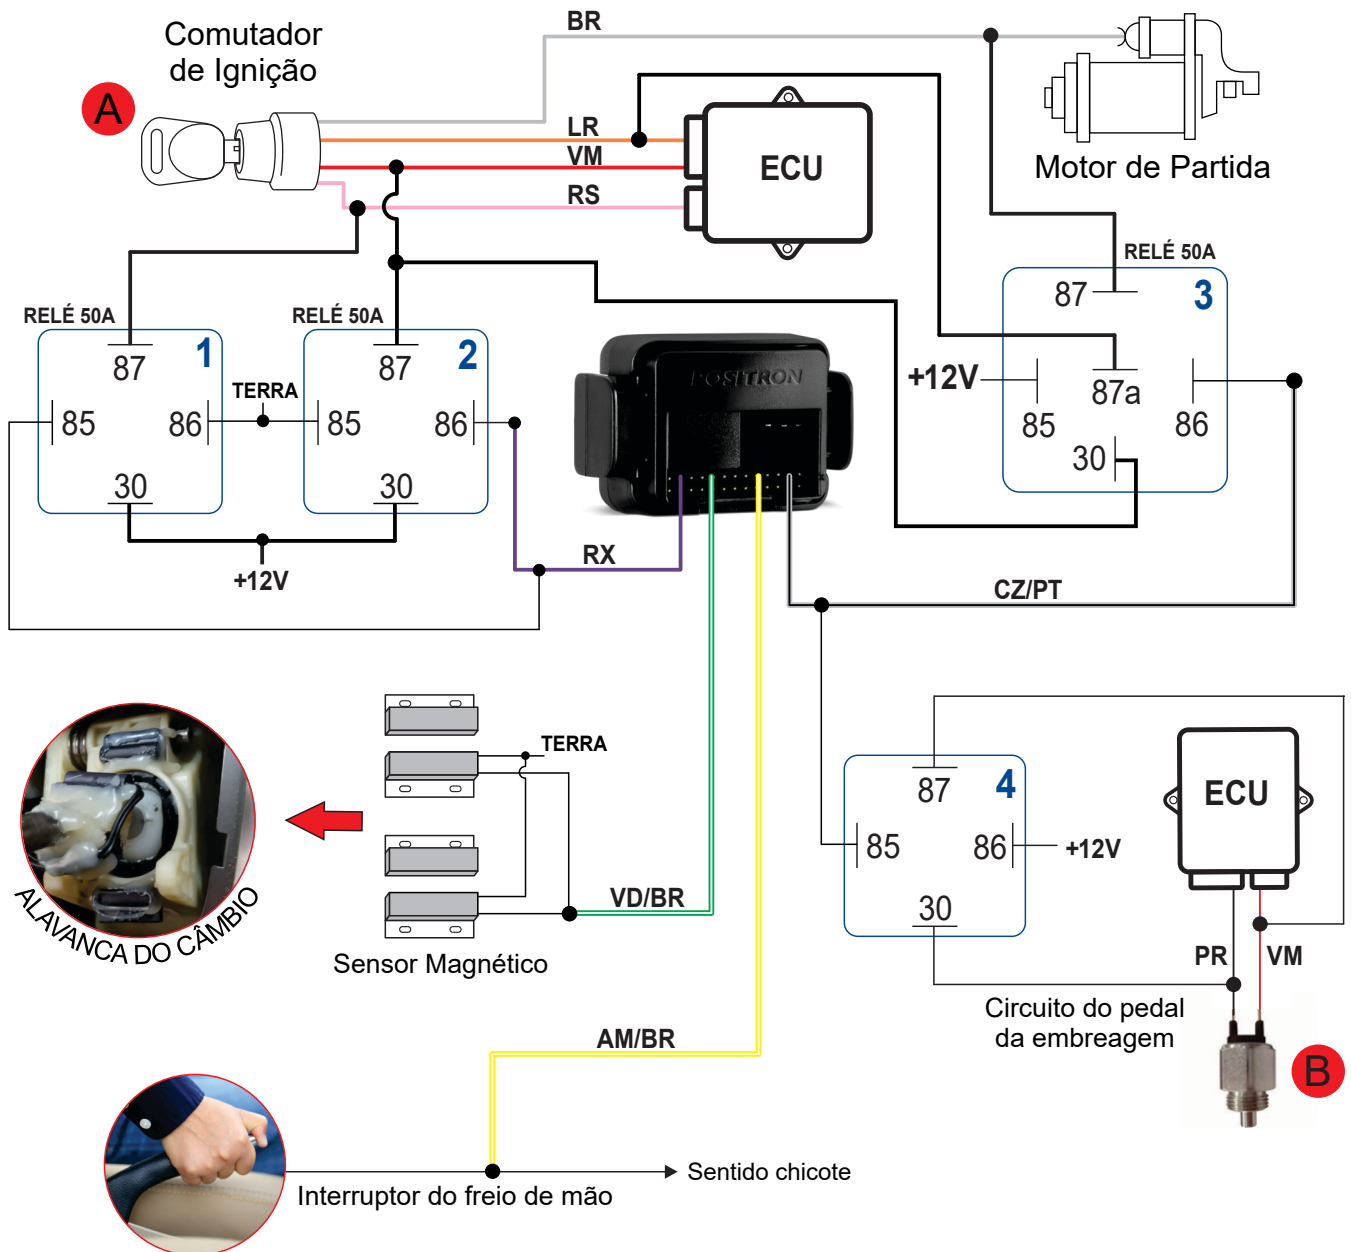 Comutador
de Ignição
A
BR
LR
VM
RS
ECU
Motor de Partida
RELÉ 50A
1
87
85
86
30
TERRA
RELÉ 50A
2
87
85
86
30
+12V
POSITRON
RELÉ 50A
3
87
+12V
85
87a
86
30
RX
CZ/PT
ALAVANCA DO CÂMBIO
TERRA
VD/BR
Sensor Magnético
4
87
85
86
+12V
30
ECU
PR
VM
Circuito do pedal
da embreagem
B
AM/BR
Interruptor do freio de mão
Sentido chicote